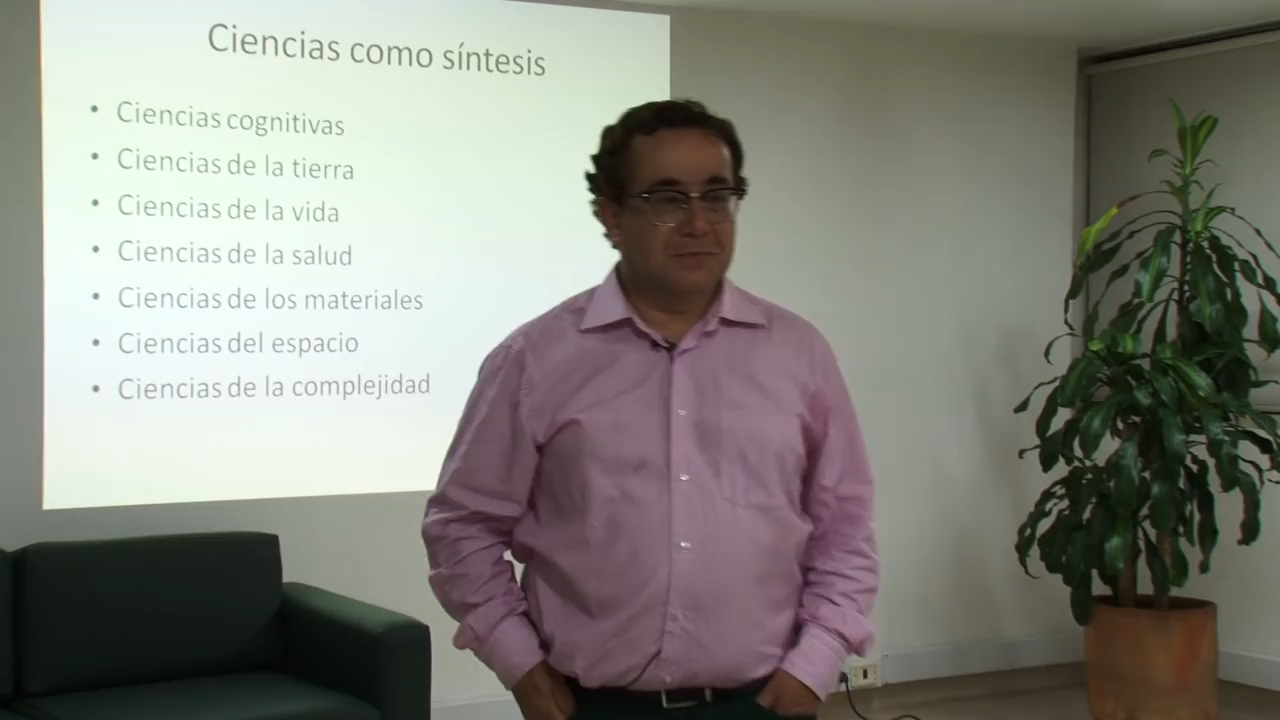 Ciencias como síntesis
• Ciencias cognitivas
• Ciencias de la tierra
• Ciencias de la vida
• Ciencias de la salud
• Ciencias de los materiales
• Ciencias del espacio
• Ciencias de la complejidad